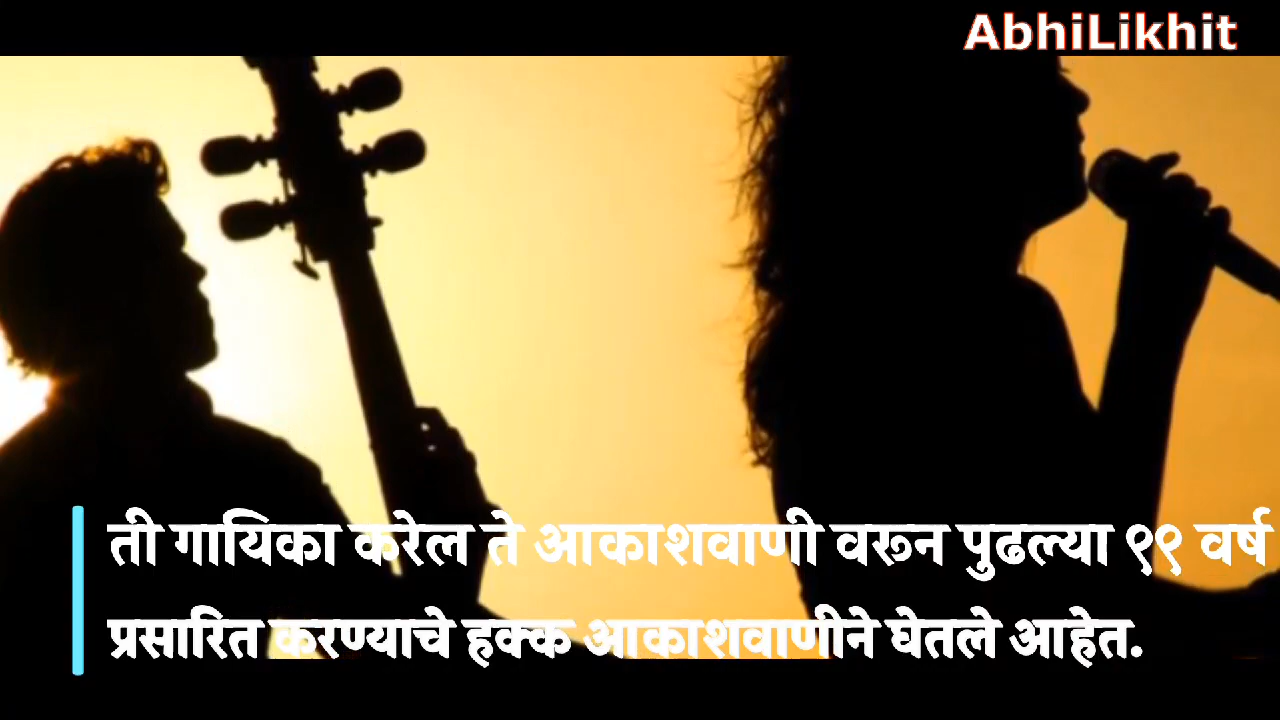 AbhiLikhit
ती गायिका करेल ते आकाशवाणी वरून पुढल्या ९९ वर्ष
प्रसारित करण्याचे हक्क आकाशवाणीने घेतले आहेत.